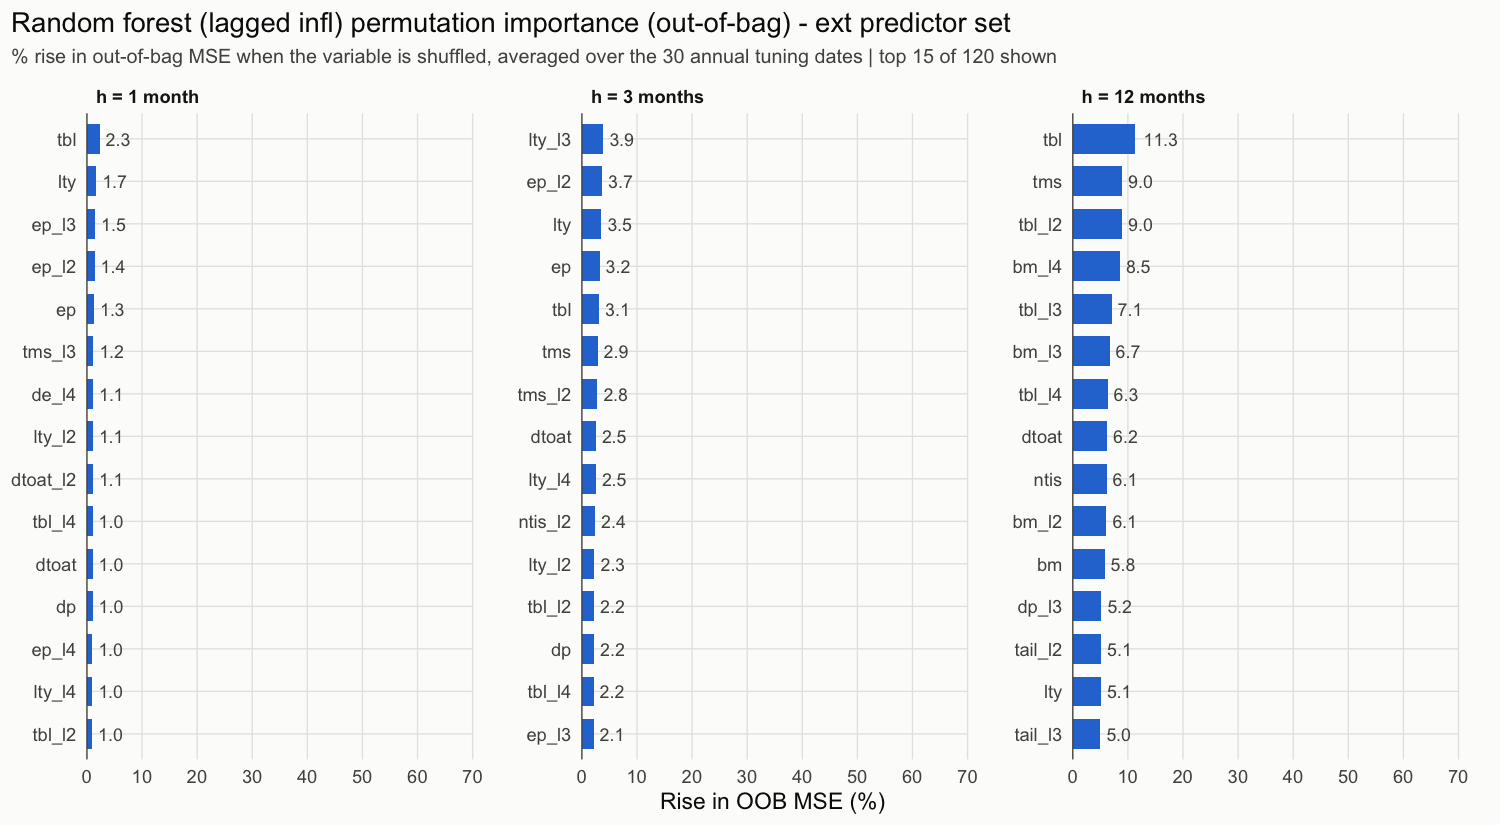 Random forest (lagged infl) permutation importance (out-of-bag) - ext predictor set
% rise in out-of-bag MSE when the variable is shuffled, averaged over the 30 annual tuning dates | top 15 of 120 shown
h = 1 month
tbl 2.3
lty 1.7
ep_l3 1.5
ep_l2 1.4
ep 1.3
tms_l3 1.2
de_l4 1.1
lty_l2 1.1
dtoat_l2 1.1
tbl_l4 1.0
dtoat 1.0
dp 1.0
ep_l4 1.0
lty_l4 1.0
tbl_l2 1.0
0 10 20 30 40 50 60 70
h = 3 months
lty_l3 3.9
ep_l2 3.7
lty 3.5
ep 3.2
tbl 3.1
tms 2.9
tms_l2 2.8
dtoat 2.5
lty_l4 2.5
ntis_l2 2.4
lty_l2 2.3
tbl_l2 2.2
dp 2.2
tbl_l4 2.2
ep_l3 2.1
0 10 20 30 40 50 60 70
h = 12 months
tbl 11.3
tms 9.0
tbl_l2 9.0
bm_l4 8.5
tbl_l3 7.1
bm_l3 6.7
tbl_l4 6.3
dtoat 6.2
ntis 6.1
bm_l2 6.1
bm 5.8
dp_l3 5.2
tail_l2 5.1
lty 5.1
tail_l3 5.0
0 10 20 30 40 50 60 70
Rise in OOB MSE (%)